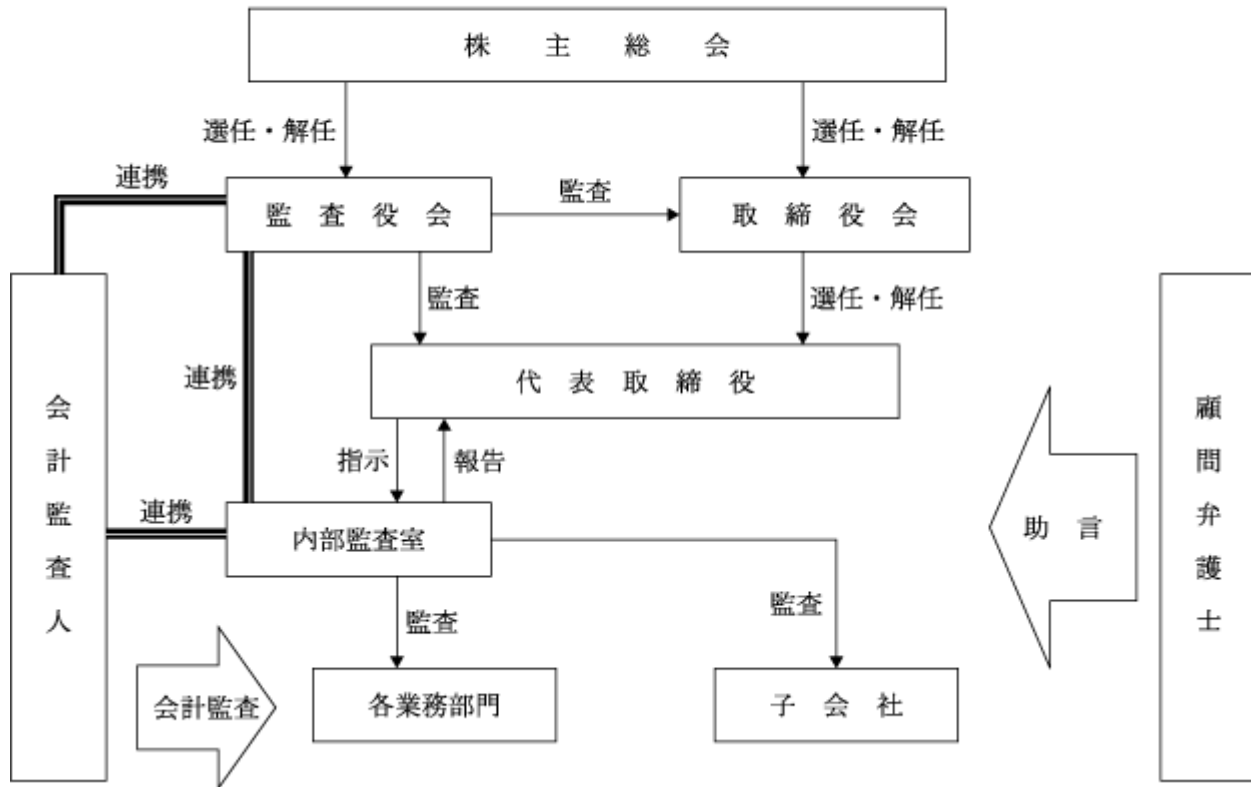 株主総会
選任・解任
選任・解任
連携
監査役会
監査
取締役会
監査
選任・解任
連携
代表取締役
会計監査人
顧問弁護士
指示
報告
助言
連携
内部監査室
監査
監査
会計監査
各業務部門
子会社